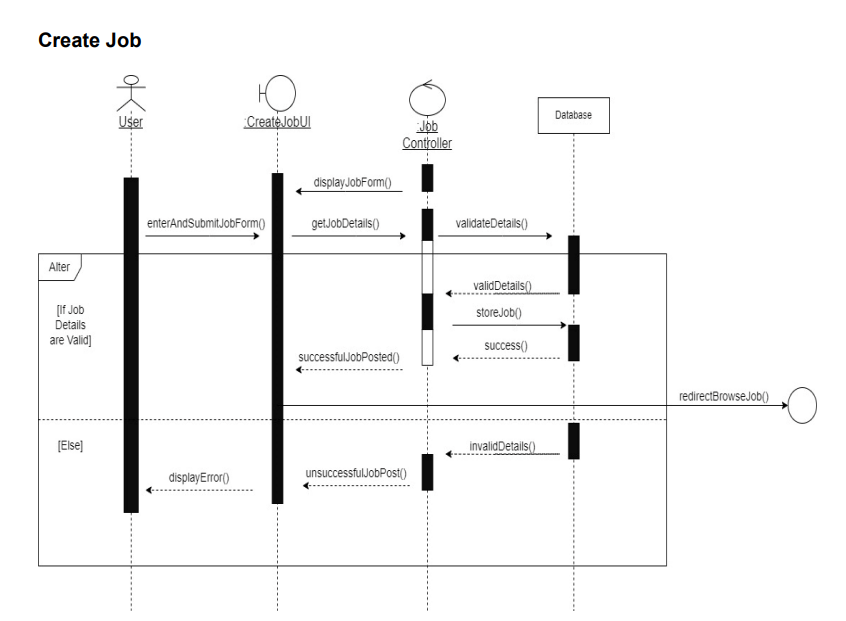 Create Job
User
:CreateJobUI
:Job
Controller
Database
displayJobForm()
enterAndSubmitJobForm()
getJobDetails()
validateDetails()
Alter
validDetails()
[If Job
Details
are Valid]
storeJob()
success()
successfulJobPosted()
redirectBrowseJob()
[Else]
invalidDetails()
unsuccessfulJobPost()
displayError()